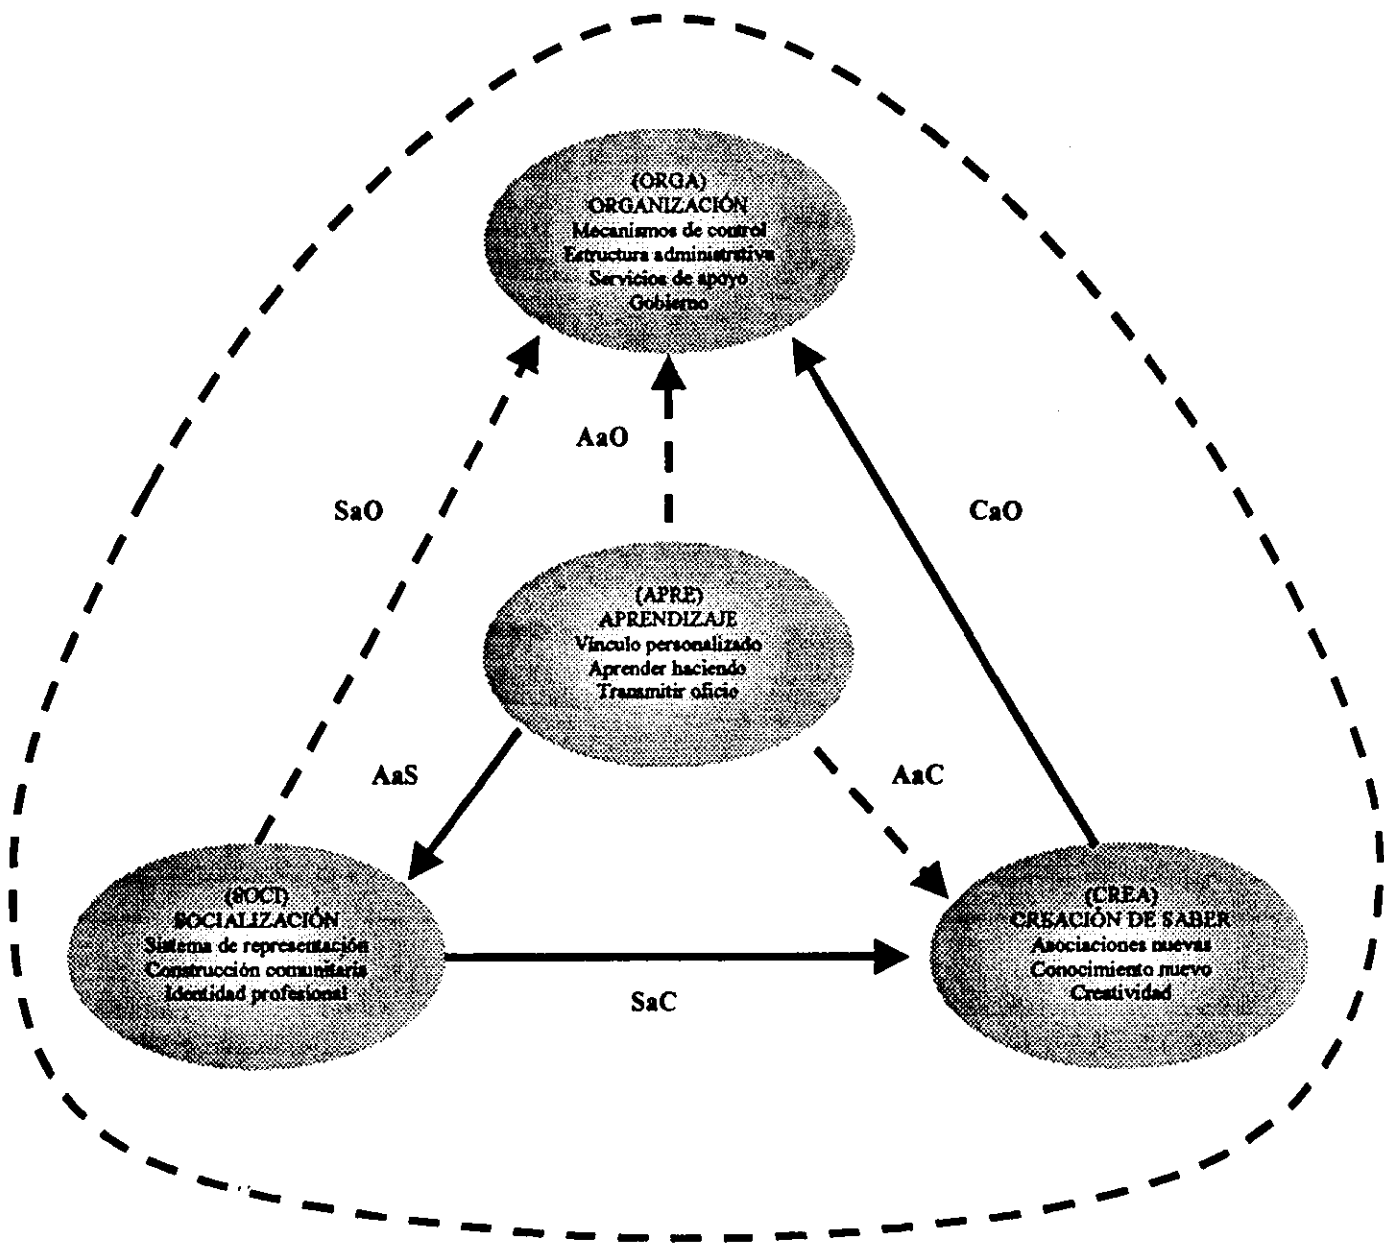 (ORGA)
ORGANIZACIÓN
Mecanismos de control
Estructura administrativa
Servicios de apoyo
Gobierno
AaO
SaO
CaO
(APRE)
APRENDIZAJE
Vínculo personalizado
Aprender haciendo
Transmitir oficio
AaS
AaC
(SOCI)
SOCIALIZACIÓN
Sistema de representación
Construcción comunitaria
Identidad profesional
(CREA)
CREACIÓN DE SABER
Asociaciones nuevas
Conocimiento nuevo
Creatividad
SaC